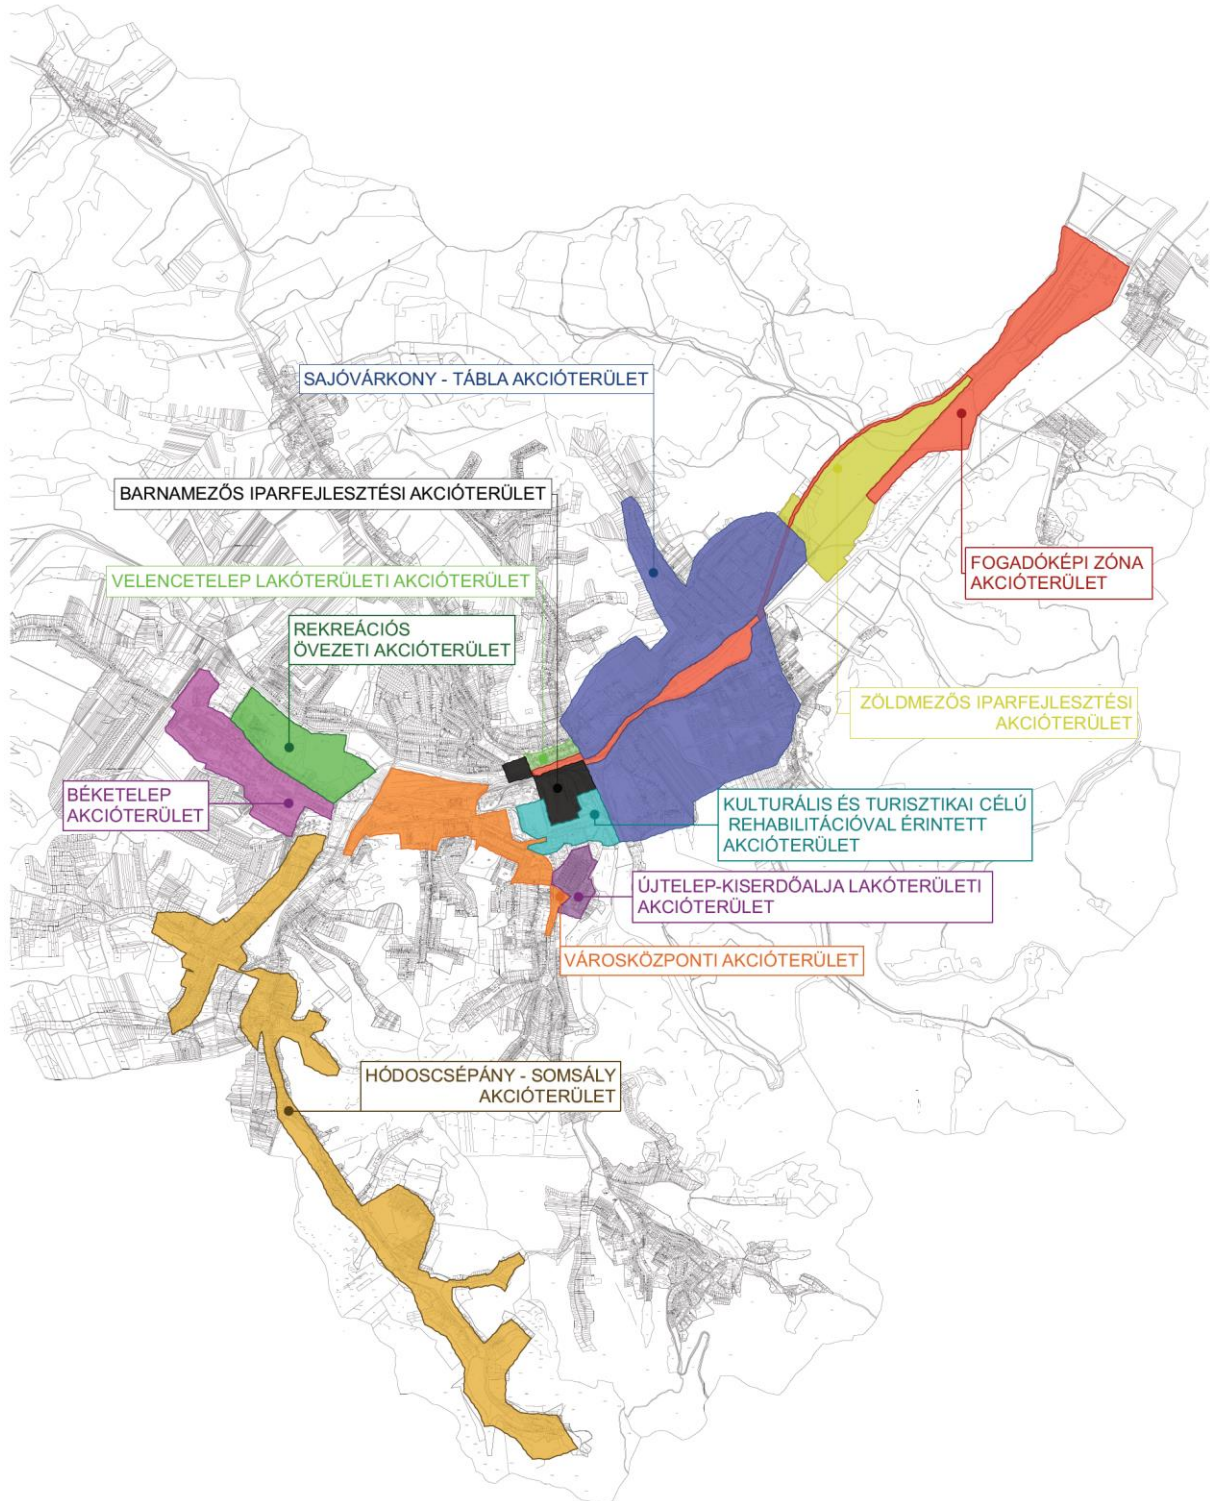 SAJÓVÁRKONY - TÁBLA AKCIÓTERÜLET
BARNAMEZŐS IPARFEJLESZTÉSI AKCIÓTERÜLET
FOGADÓKÉPI ZÓNA
AKCIÓTERÜLET
VELENCETELEP LAKÓTERÜLETI AKCIÓTERÜLET
REKREÁCIÓS
ÖVEZETI AKCIÓTERÜLET
ZÖLDMEZŐS IPARFEJLESZTÉSI
AKCIÓTERÜLET
BÉKETELEP
AKCIÓTERÜLET
KULTURÁLIS ÉS TURISZTIKAI CÉLÚ
REHABILITÁCIÓVAL ÉRINTETT
AKCIÓTERÜLET
ÚJTELEP-KISERDŐALJA LAKÓTERÜLETI
AKCIÓTERÜLET
VÁROSKÖZPONTI AKCIÓTERÜLET
HÓDOSCSÉPÁNY - SOMSÁLY
AKCIÓTERÜLET